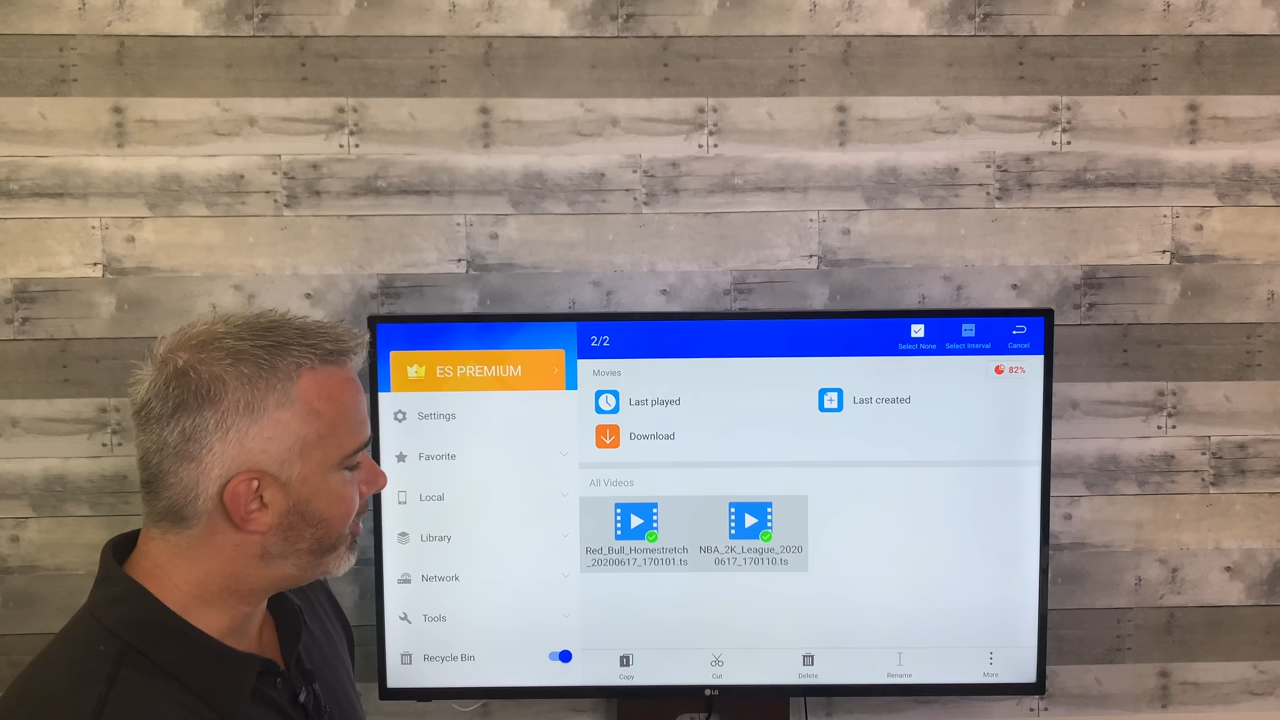 ES PREMIUM
Settings
Favorite
Local
Library
Network
Tools
Recycle Bin
2/2
Select None
Select Interval
Cancel
Movies
82%
Last played
Last created
Download
All Videos
Red_Bull_Homestretch
_20200617_170101.ts
NBA_2K_League_2020
0617_170110.ts
Copy
Cut
Delete
Rename
More
LG